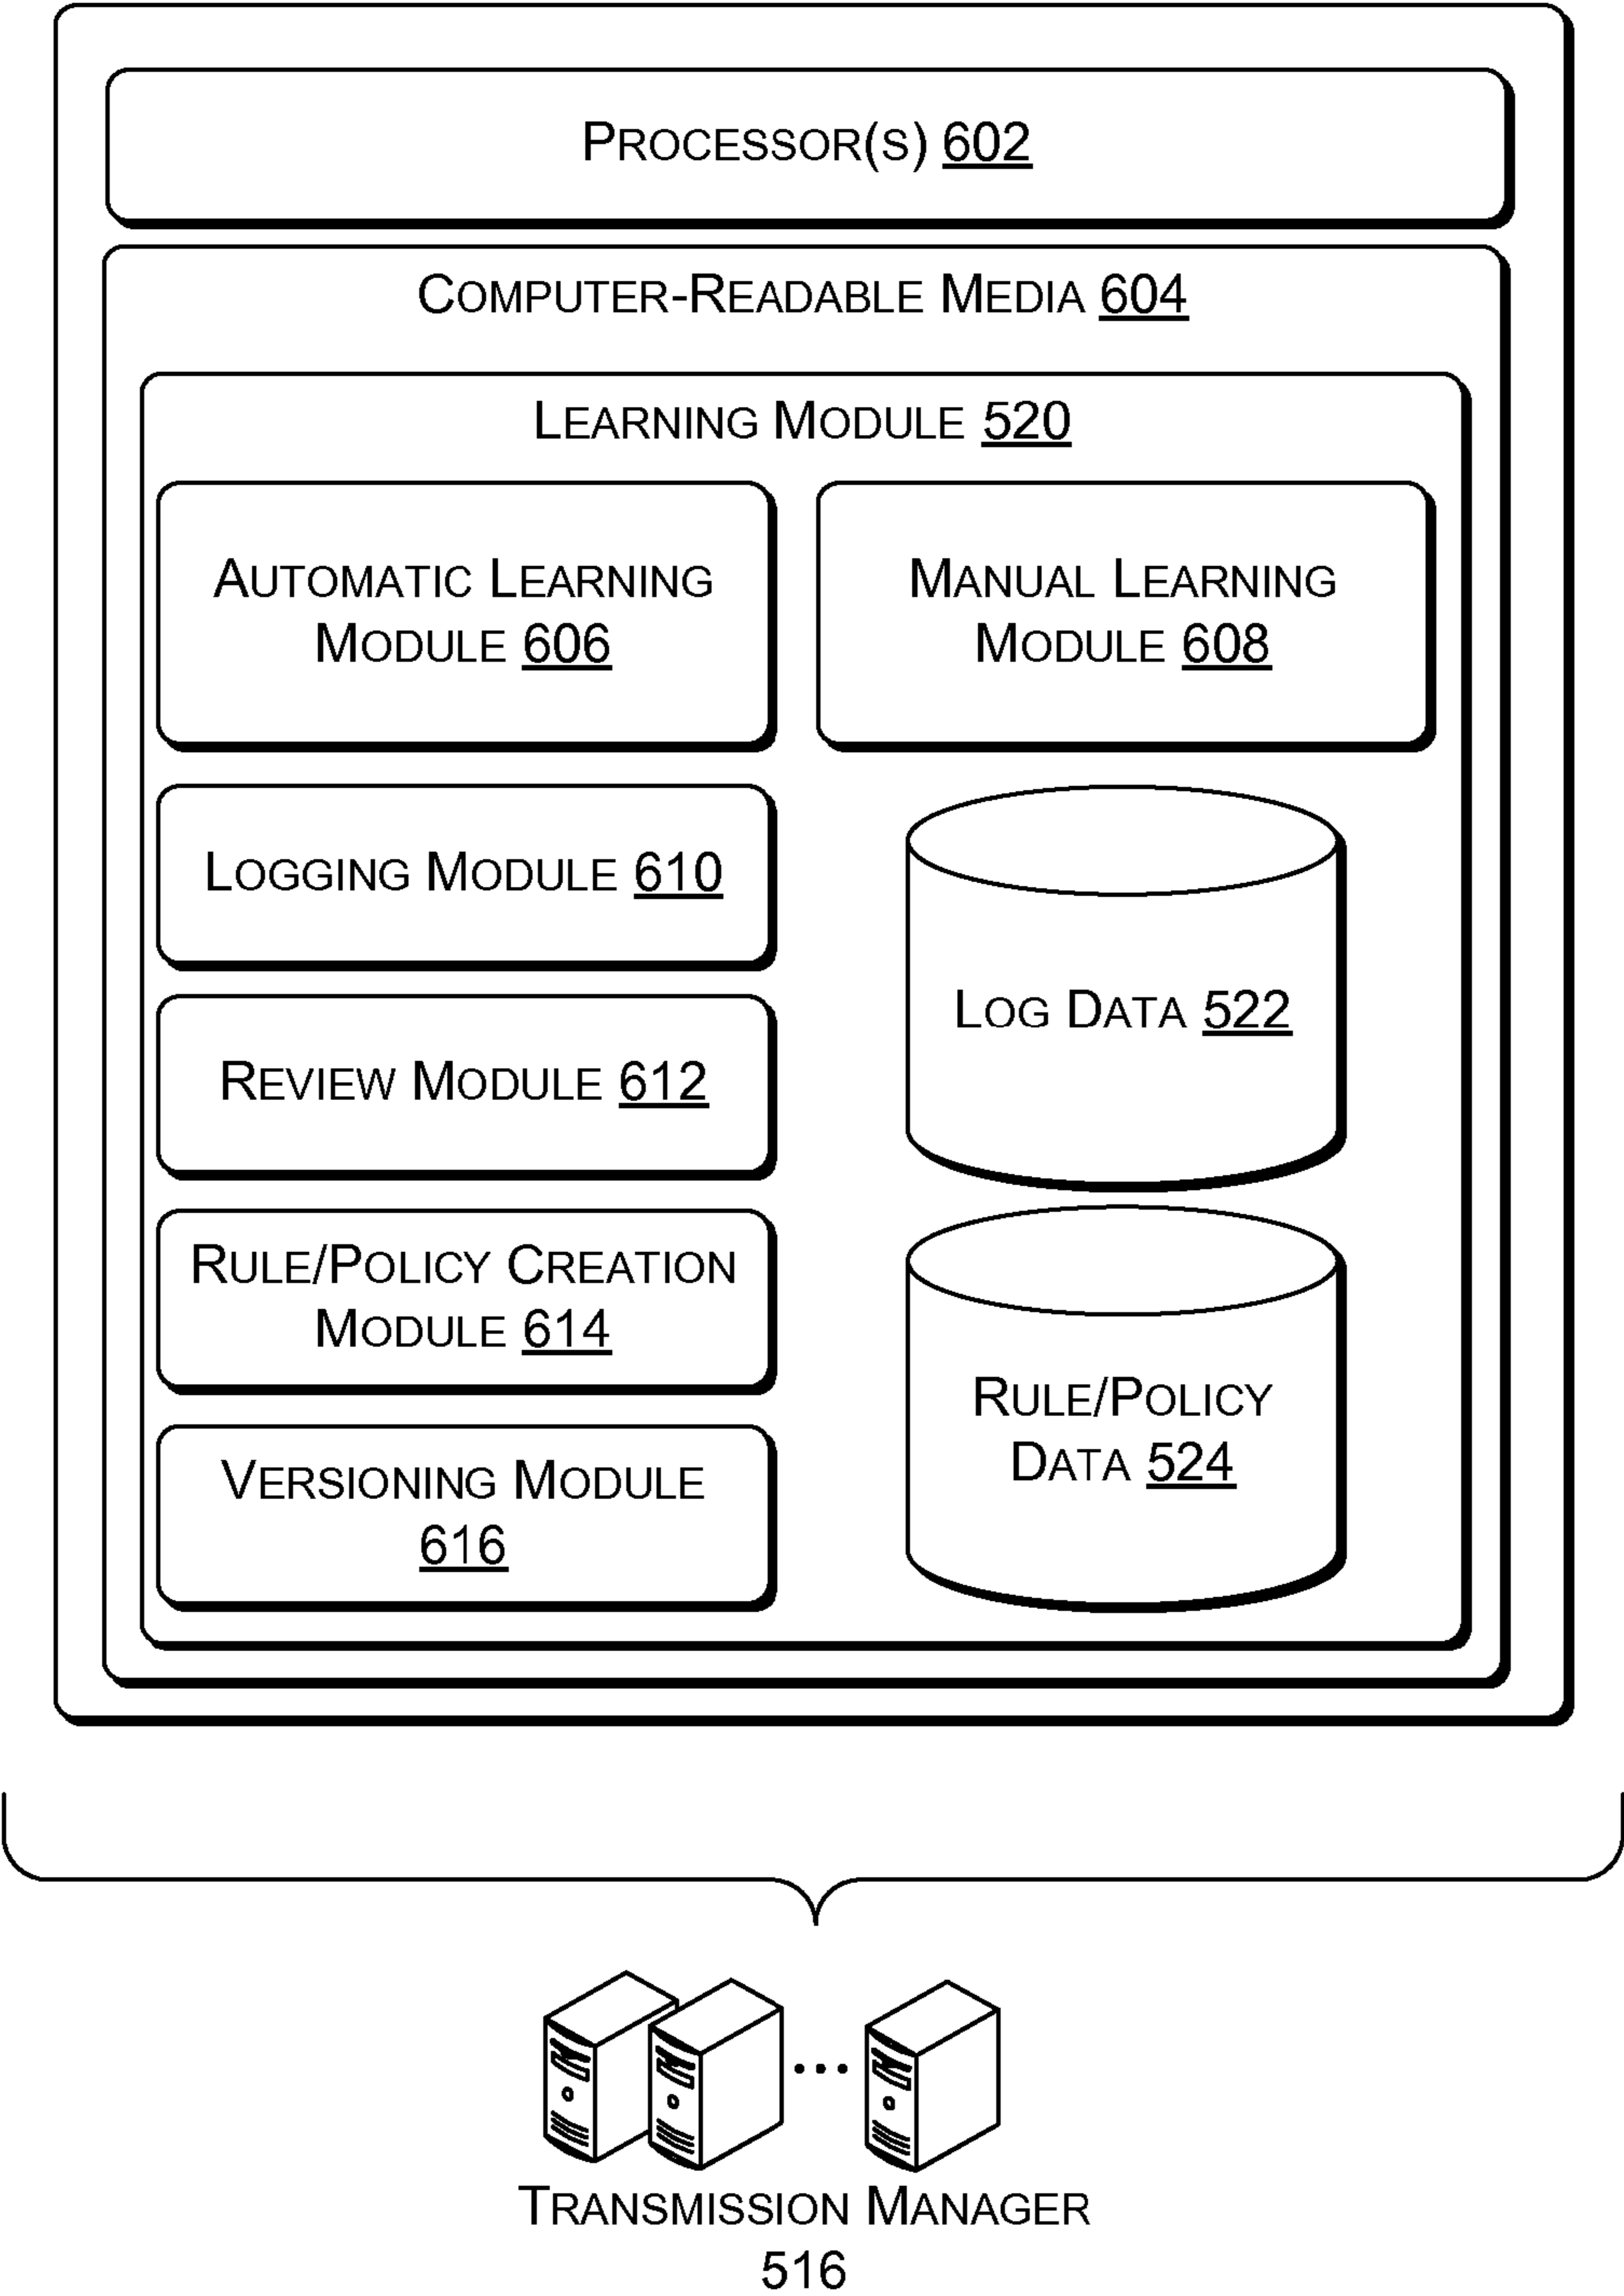 PROCESSOR(S) 602
COMPUTER-READABLE MEDIA 604
LEARNING MODULE 520
AUTOMATIC LEARNING
MODULE 606
MANUAL LEARNING
MODULE 608
LOGGING MODULE 610
REVIEW MODULE 612
RULE/POLICY CREATION
MODULE 614
VERSIONING MODULE
616
LOG DATA 522
RULE/POLICY
DATA 524
TRANSMISSION MANAGER
516